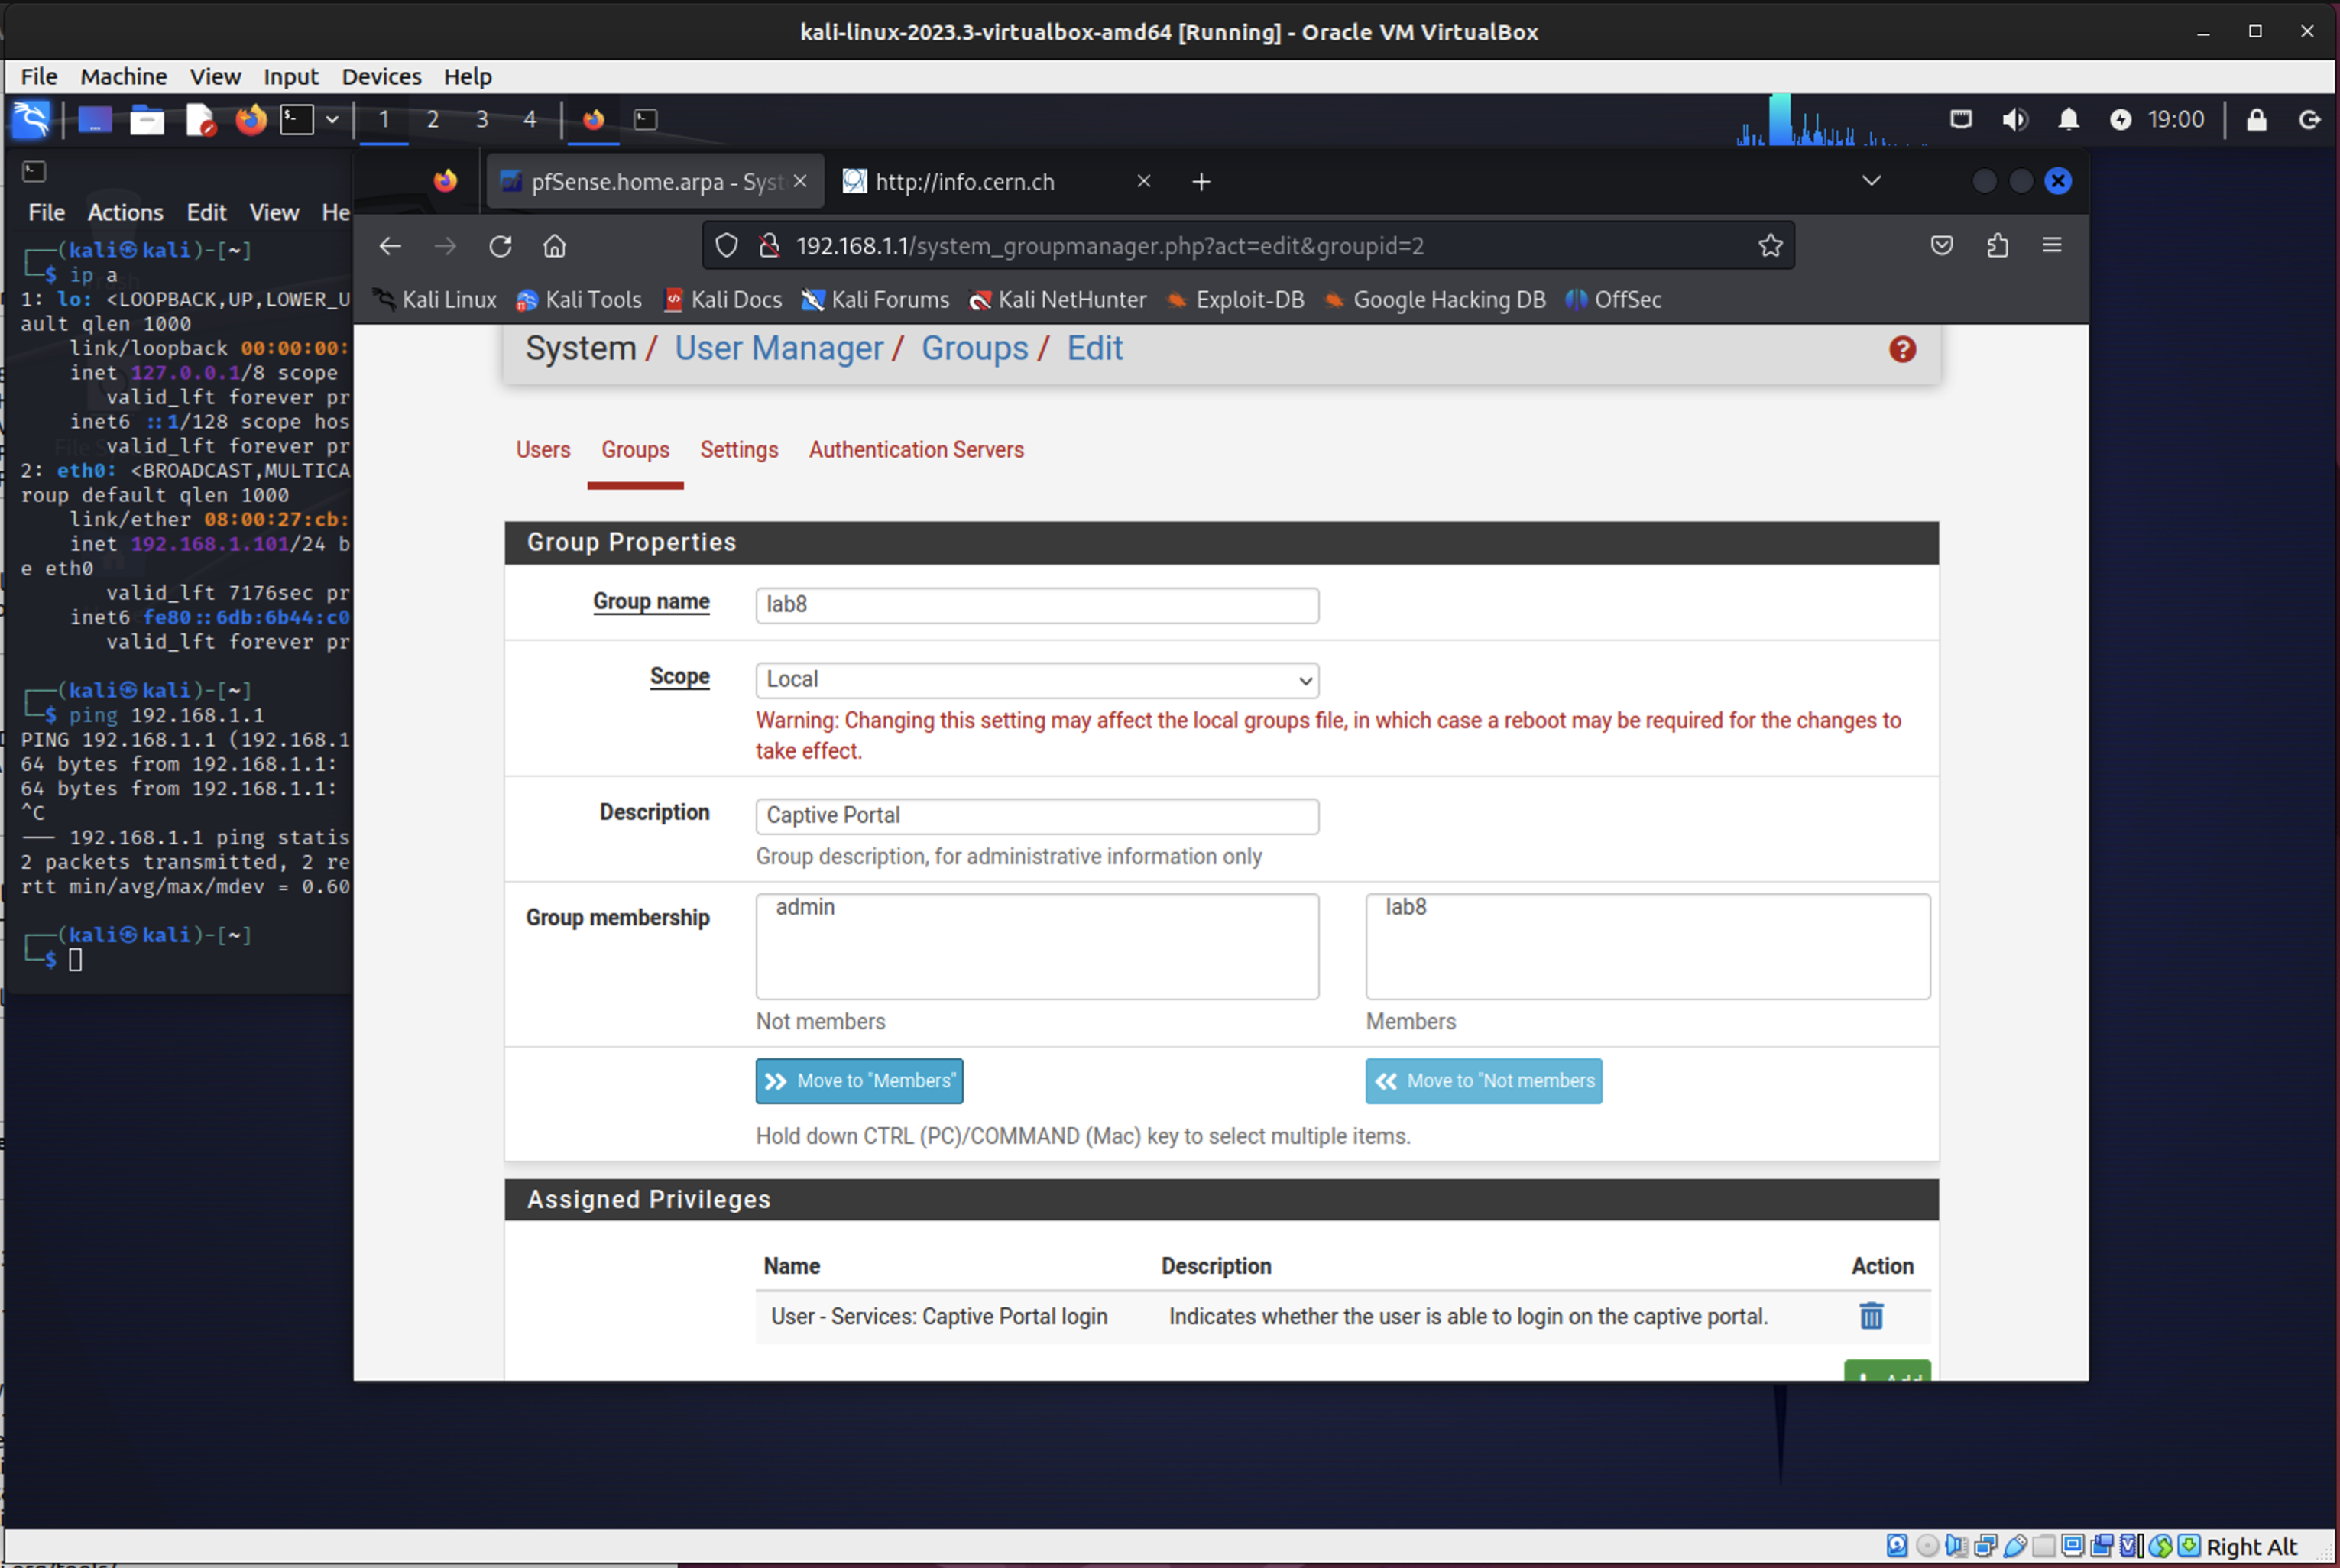 kali-linux-2023.3-virtualbox-amd64 [Running] - Oracle VM VirtualBox
File Machine View Input Devices Help
1 2 3 4
19:00
File Actions Edit View He
(kali㉿kali)-[~]
$ ip a
1: lo: <LOOPBACK,UP,LOWER_U
ault qlen 1000
link/loopback 00:00:00:
inet 127.0.0.1/8 scope
valid_lft forever pr
inet6 ::1/128 scope hos
valid_lft forever pr
2: eth0: <BROADCAST,MULTICA
roup default qlen 1000
link/ether 08:00:27:cb:
inet 192.168.1.101/24 b
e eth0
valid_lft 7176sec pr
inet6 fe80::6db:6b44:c0
valid_lft forever pr
(kali㉿kali)-[~]
$ ping 192.168.1.1
PING 192.168.1.1 (192.168.1
64 bytes from 192.168.1.1:
64 bytes from 192.168.1.1:
^C
--- 192.168.1.1 ping statis
2 packets transmitted, 2 re
rtt min/avg/max/mdev = 0.60
(kali㉿kali)-[~]
$
pfSense.home.arpa - Syst
http://info.cern.ch
192.168.1.1/system_groupmanager.php?act=edit&groupid=2
Kali Linux Kali Tools Kali Docs Kali Forums Kali NetHunter Exploit-DB Google Hacking DB OffSec
System / User Manager / Groups / Edit
Users Groups Settings Authentication Servers
Group Properties
Group name lab8
Scope Local
Warning: Changing this setting may affect the local groups file, in which case a reboot may be required for the changes to
take effect.
Description Captive Portal
Group description, for administrative information only
Group membership admin lab8
Not members Members
Move to "Members" Move to "Not members
Hold down CTRL (PC)/COMMAND (Mac) key to select multiple items.
Assigned Privileges
Name Description Action
User - Services: Captive Portal login Indicates whether the user is able to login on the captive portal.
Add
Right Alt